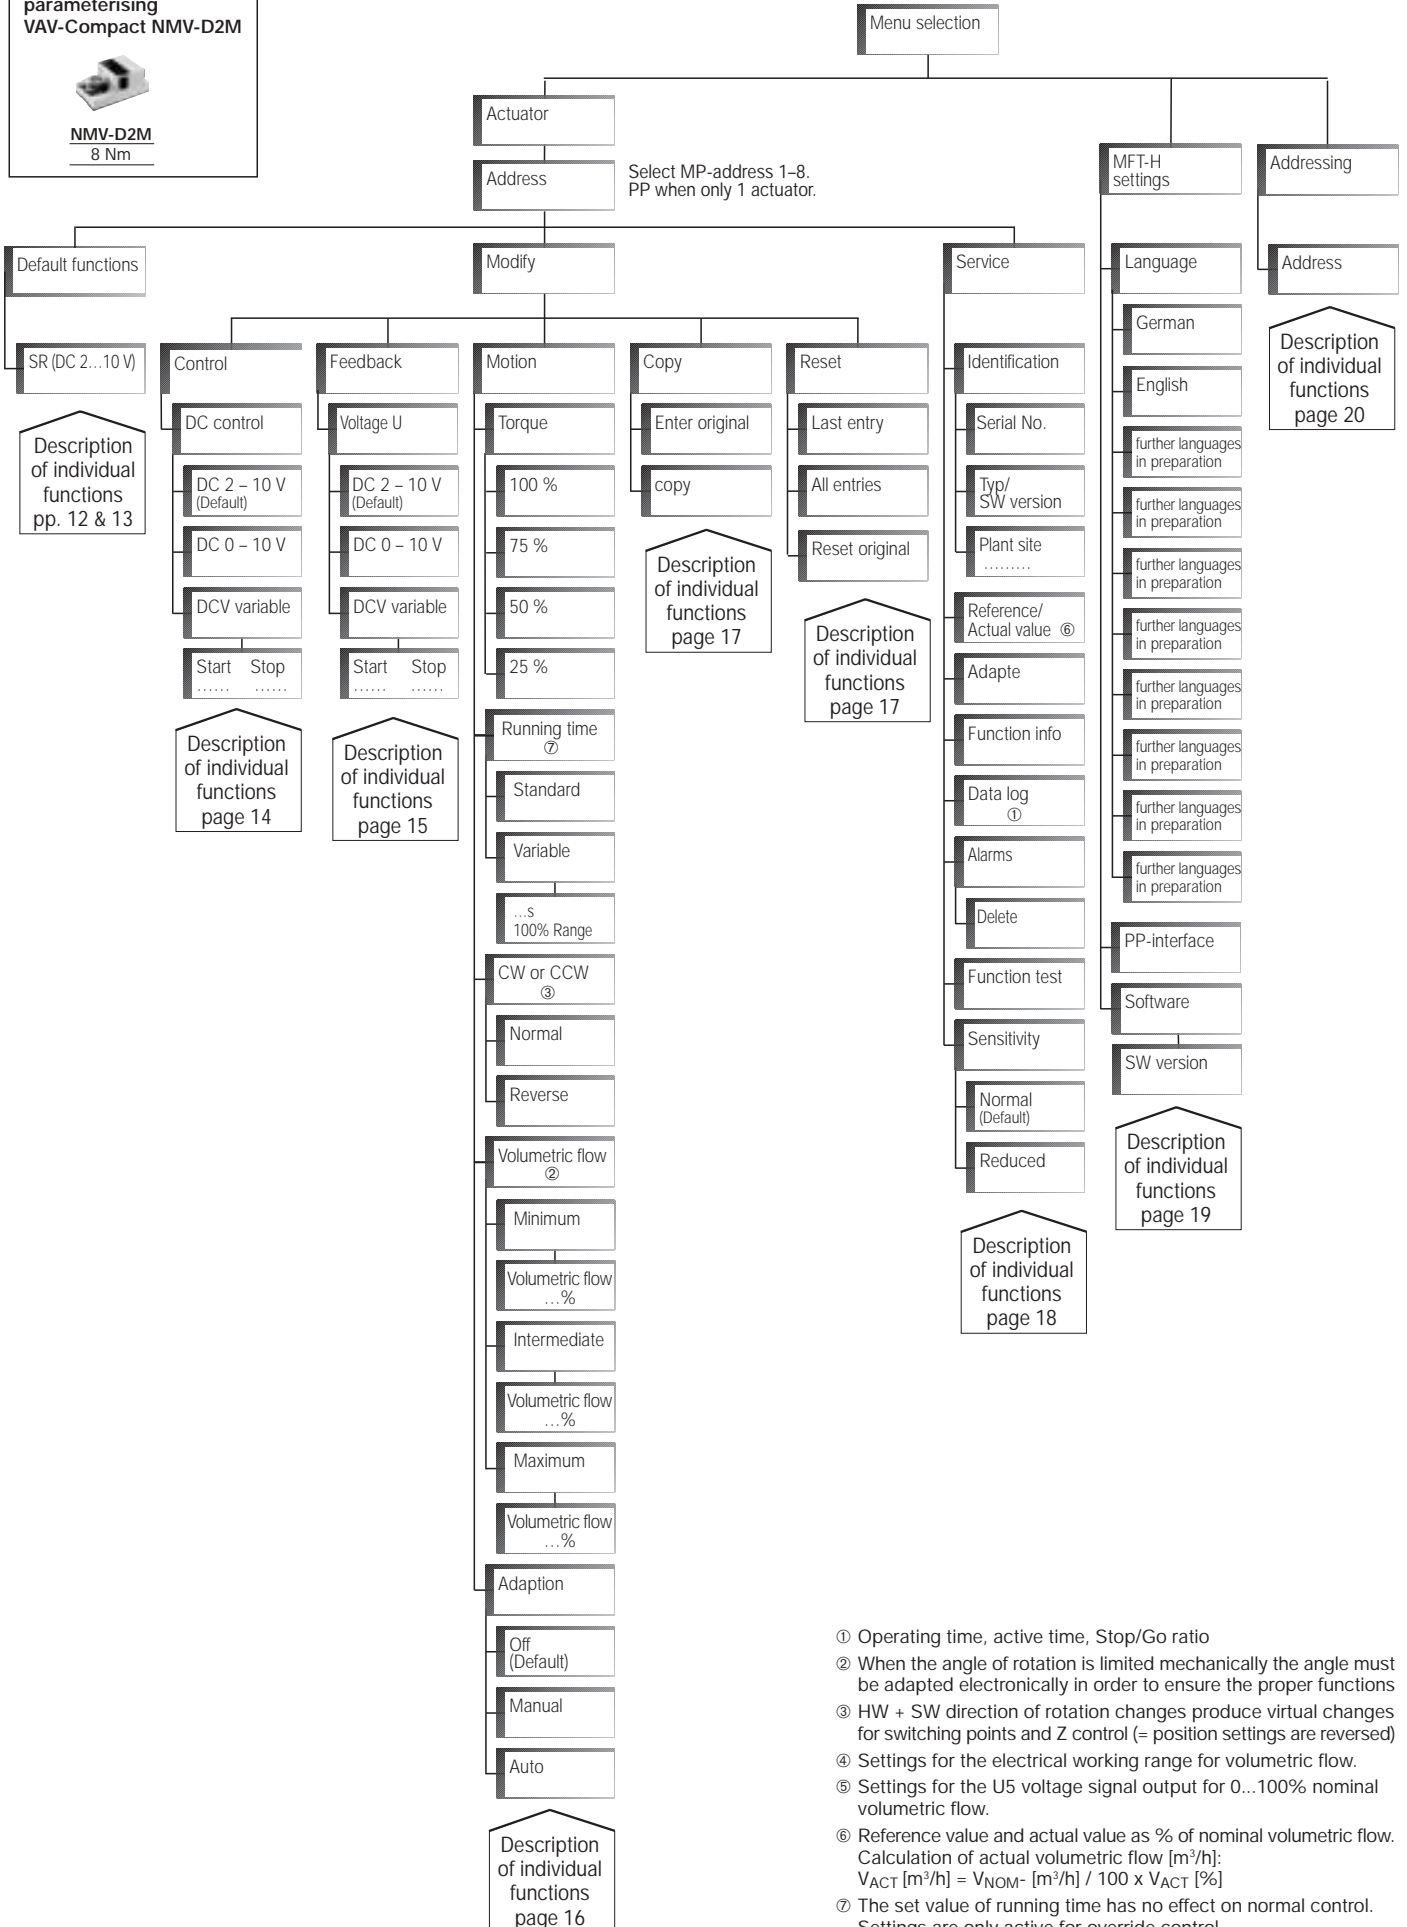 parameterising
VAV-Compact NMV-D2M
NMV-D2M
8 Nm
Menu selection
Actuator
Address
Select MP-address 1–8.
PP when only 1 actuator.
MFT-H
settings
Addressing
Default functions
Modify
Service
Language
Address
SR (DC 2…10 V)
Description
of individual
functions
pp. 12 & 13
Control
DC control
DC 2 – 10 V
(Default)
DC 0 – 10 V
DCV variable
Start Stop
...... ......
Description
of individual
functions
page 14
Feedback
Voltage U
DC 2 – 10 V
(Default)
DC 0 – 10 V
DCV variable
Start Stop
...... ......
Description
of individual
functions
page 15
Motion
Torque
100 %
75 %
50 %
25 %
Running time
⑦
Standard
Variable
…s
100% Range
CW or CCW
③
Normal
Reverse
Volumetric flow
②
Minimum
Volumetric flow
…%
Intermediate
Volumetric flow
…%
Maximum
Volumetric flow
…%
Adaption
Off
(Default)
Manual
Auto
Description
of individual
functions
page 16
Copy
Enter original
copy
Description
of individual
functions
page 17
Reset
Last entry
All entries
Reset original
Description
of individual
functions
page 17
Identification
Serial No.
Typ/
SW version
Plant site
.........
Reference/
Actual value ⑥
Adapte
Function info
Data log
①
Alarms
Delete
Function test
Sensitivity
Normal
(Default)
Reduced
Description
of individual
functions
page 18
German
English
further languages
in preparation
further languages
in preparation
further languages
in preparation
further languages
in preparation
further languages
in preparation
further languages
in preparation
further languages
in preparation
further languages
in preparation
PP-interface
Software
SW version
Description
of individual
functions
page 19
Description
of individual
functions
page 20
① Operating time, active time, Stop/Go ratio
② When the angle of rotation is limited mechanically the angle must
be adapted electronically in order to ensure the proper functions
③ HW + SW direction of rotation changes produce virtual changes
for switching points and Z control (= position settings are reversed)
④ Settings for the electrical working range for volumetric flow.
⑤ Settings for the U5 voltage signal output for 0...100% nominal
volumetric flow.
⑥ Reference value and actual value as % of nominal volumetric flow.
Calculation of actual volumetric flow [m³/h]:
VACT [m³/h] = VNOM- [m³/h] / 100 x VACT [%]
⑦ The set value of running time has no effect on normal control.
Settings are only active for override control